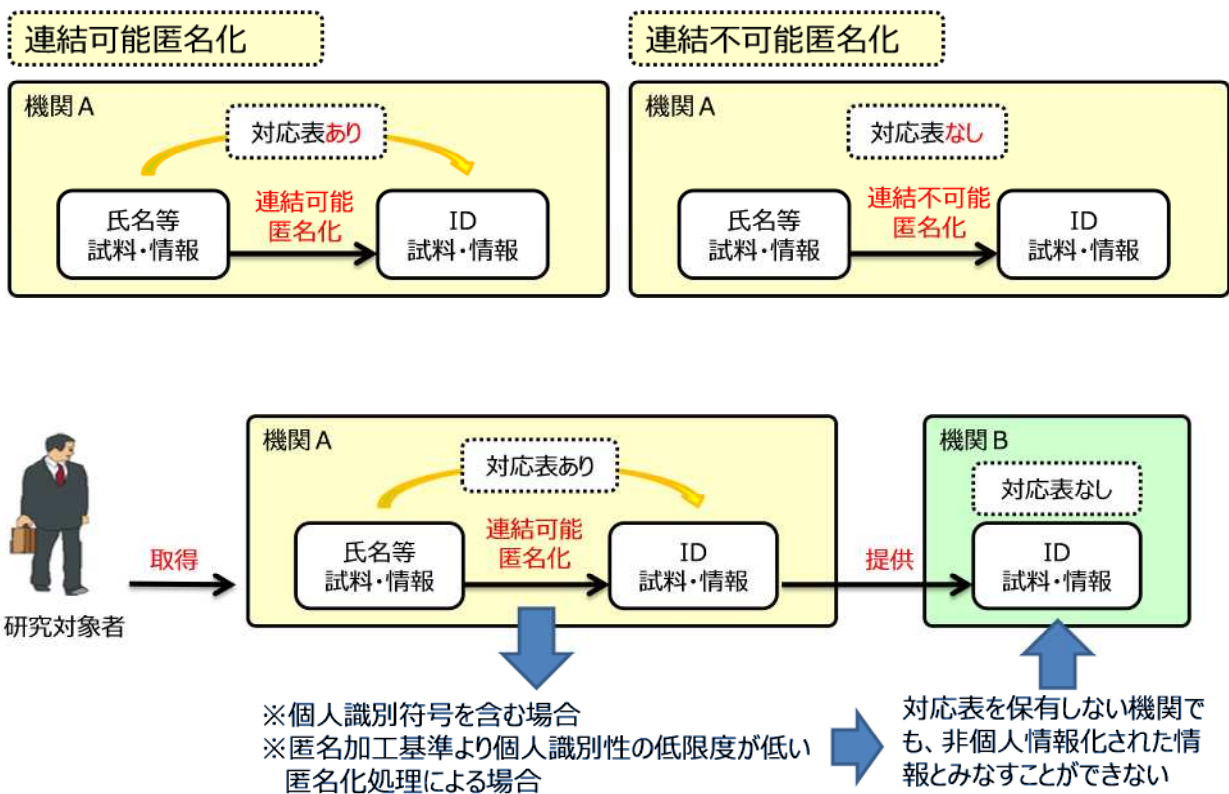 連結可能匿名化
機関A
対応表あり
氏名等
試料・情報
連結可能
匿名化
ID
試料・情報
連結不可能匿名化
機関A
対応表なし
氏名等
試料・情報
連結不可能
匿名化
ID
試料・情報
研究対象者
取得
機関A
対応表あり
氏名等
試料・情報
連結可能
匿名化
ID
試料・情報
提供
機関B
対応表なし
ID
試料・情報
※個人識別符号を含む場合
※匿名加工基準より個人識別性の低限度が低い
匿名化処理による場合
対応表を保有しない機関で
も、非個人情報化された情
報とみなすことができない